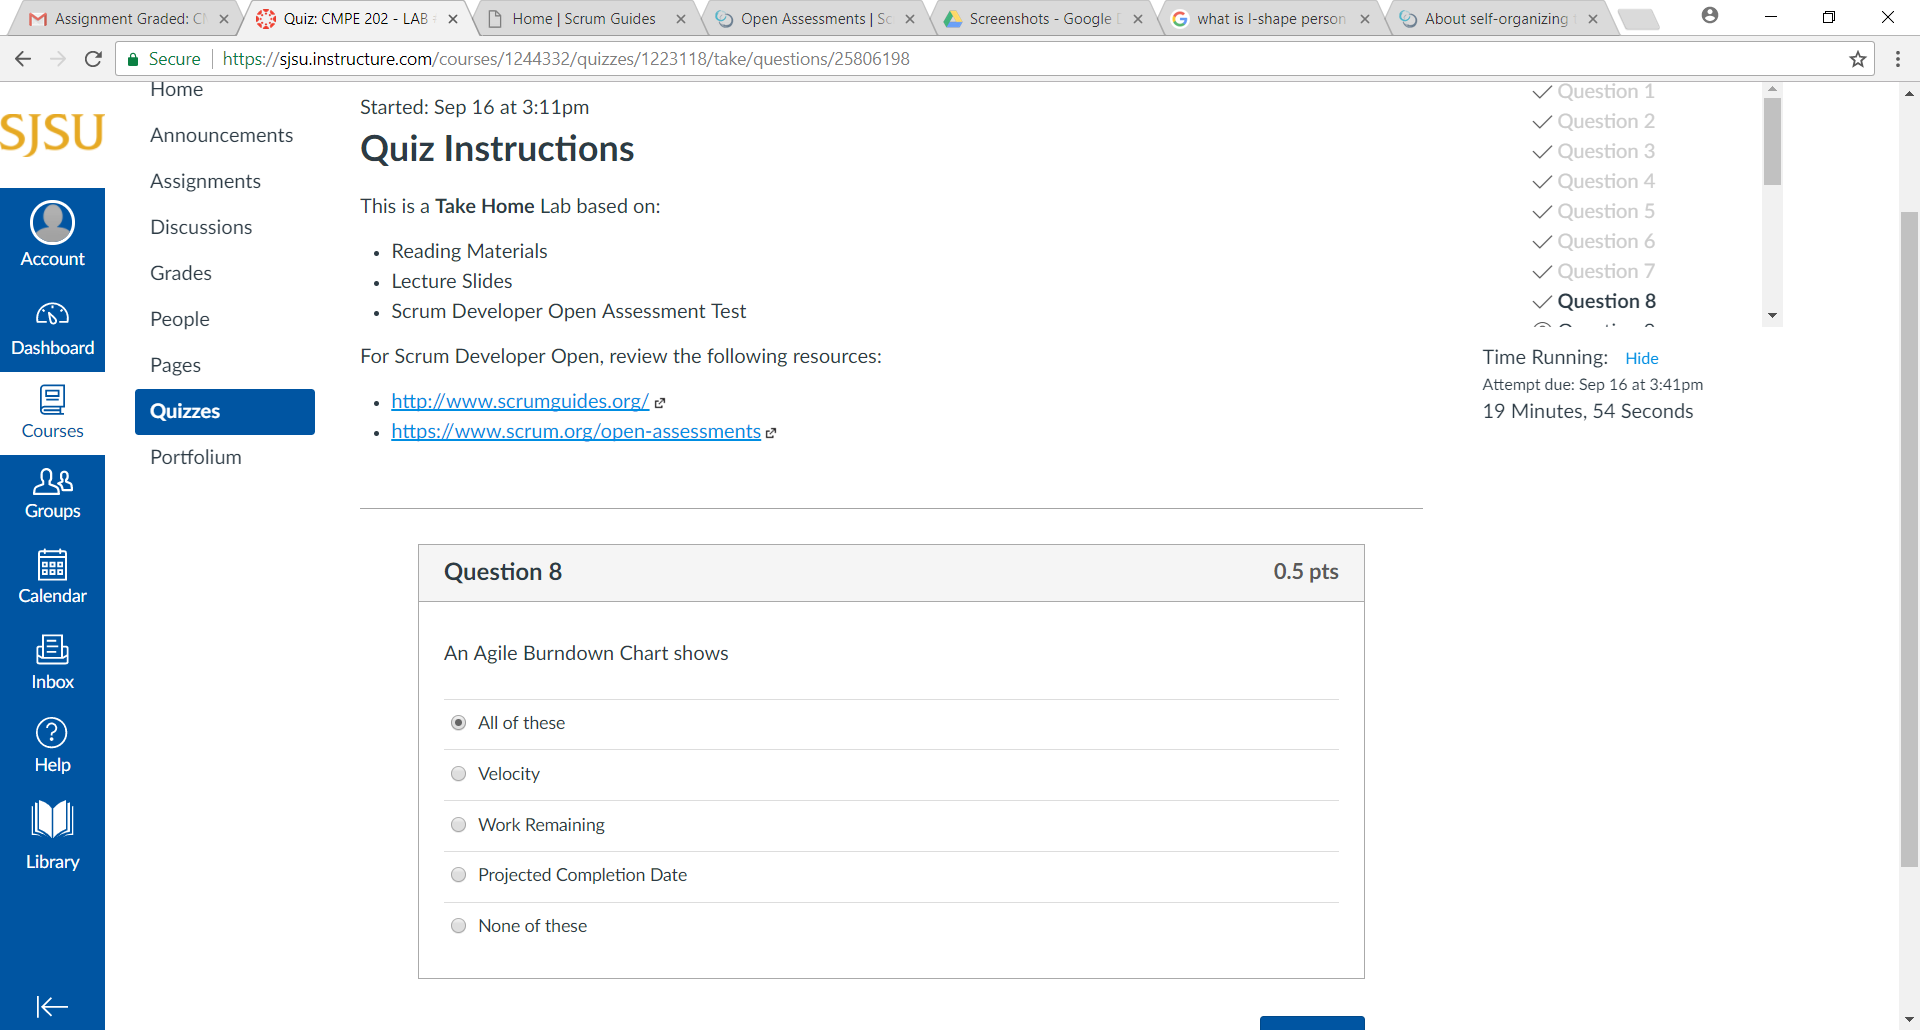 Assignment Graded: CM
Quiz: CMPE 202 - LAB
Home | Scrum Guides
Open Assessments | Sc
Screenshots - Google D
what is I-shape person
About self-organizing
Secure
https://sjsu.instructure.com/courses/1244332/quizzes/1223118/take/questions/25806198
SJSU
Account
Dashboard
Courses
Groups
Calendar
Inbox
Help
Library
Home
Announcements
Assignments
Discussions
Grades
People
Pages
Quizzes
Portfolium
Started: Sep 16 at 3:11pm
Quiz Instructions
This is a Take Home Lab based on:
Reading Materials
Lecture Slides
Scrum Developer Open Assessment Test
For Scrum Developer Open, review the following resources:
http://www.scrumguides.org/
https://www.scrum.org/open-assessments
Question 8
0.5 pts
An Agile Burndown Chart shows
All of these
Velocity
Work Remaining
Projected Completion Date
None of these
Question 1
Question 2
Question 3
Question 4
Question 5
Question 6
Question 7
Question 8
Time Running: Hide
Attempt due: Sep 16 at 3:41pm
19 Minutes, 54 Seconds